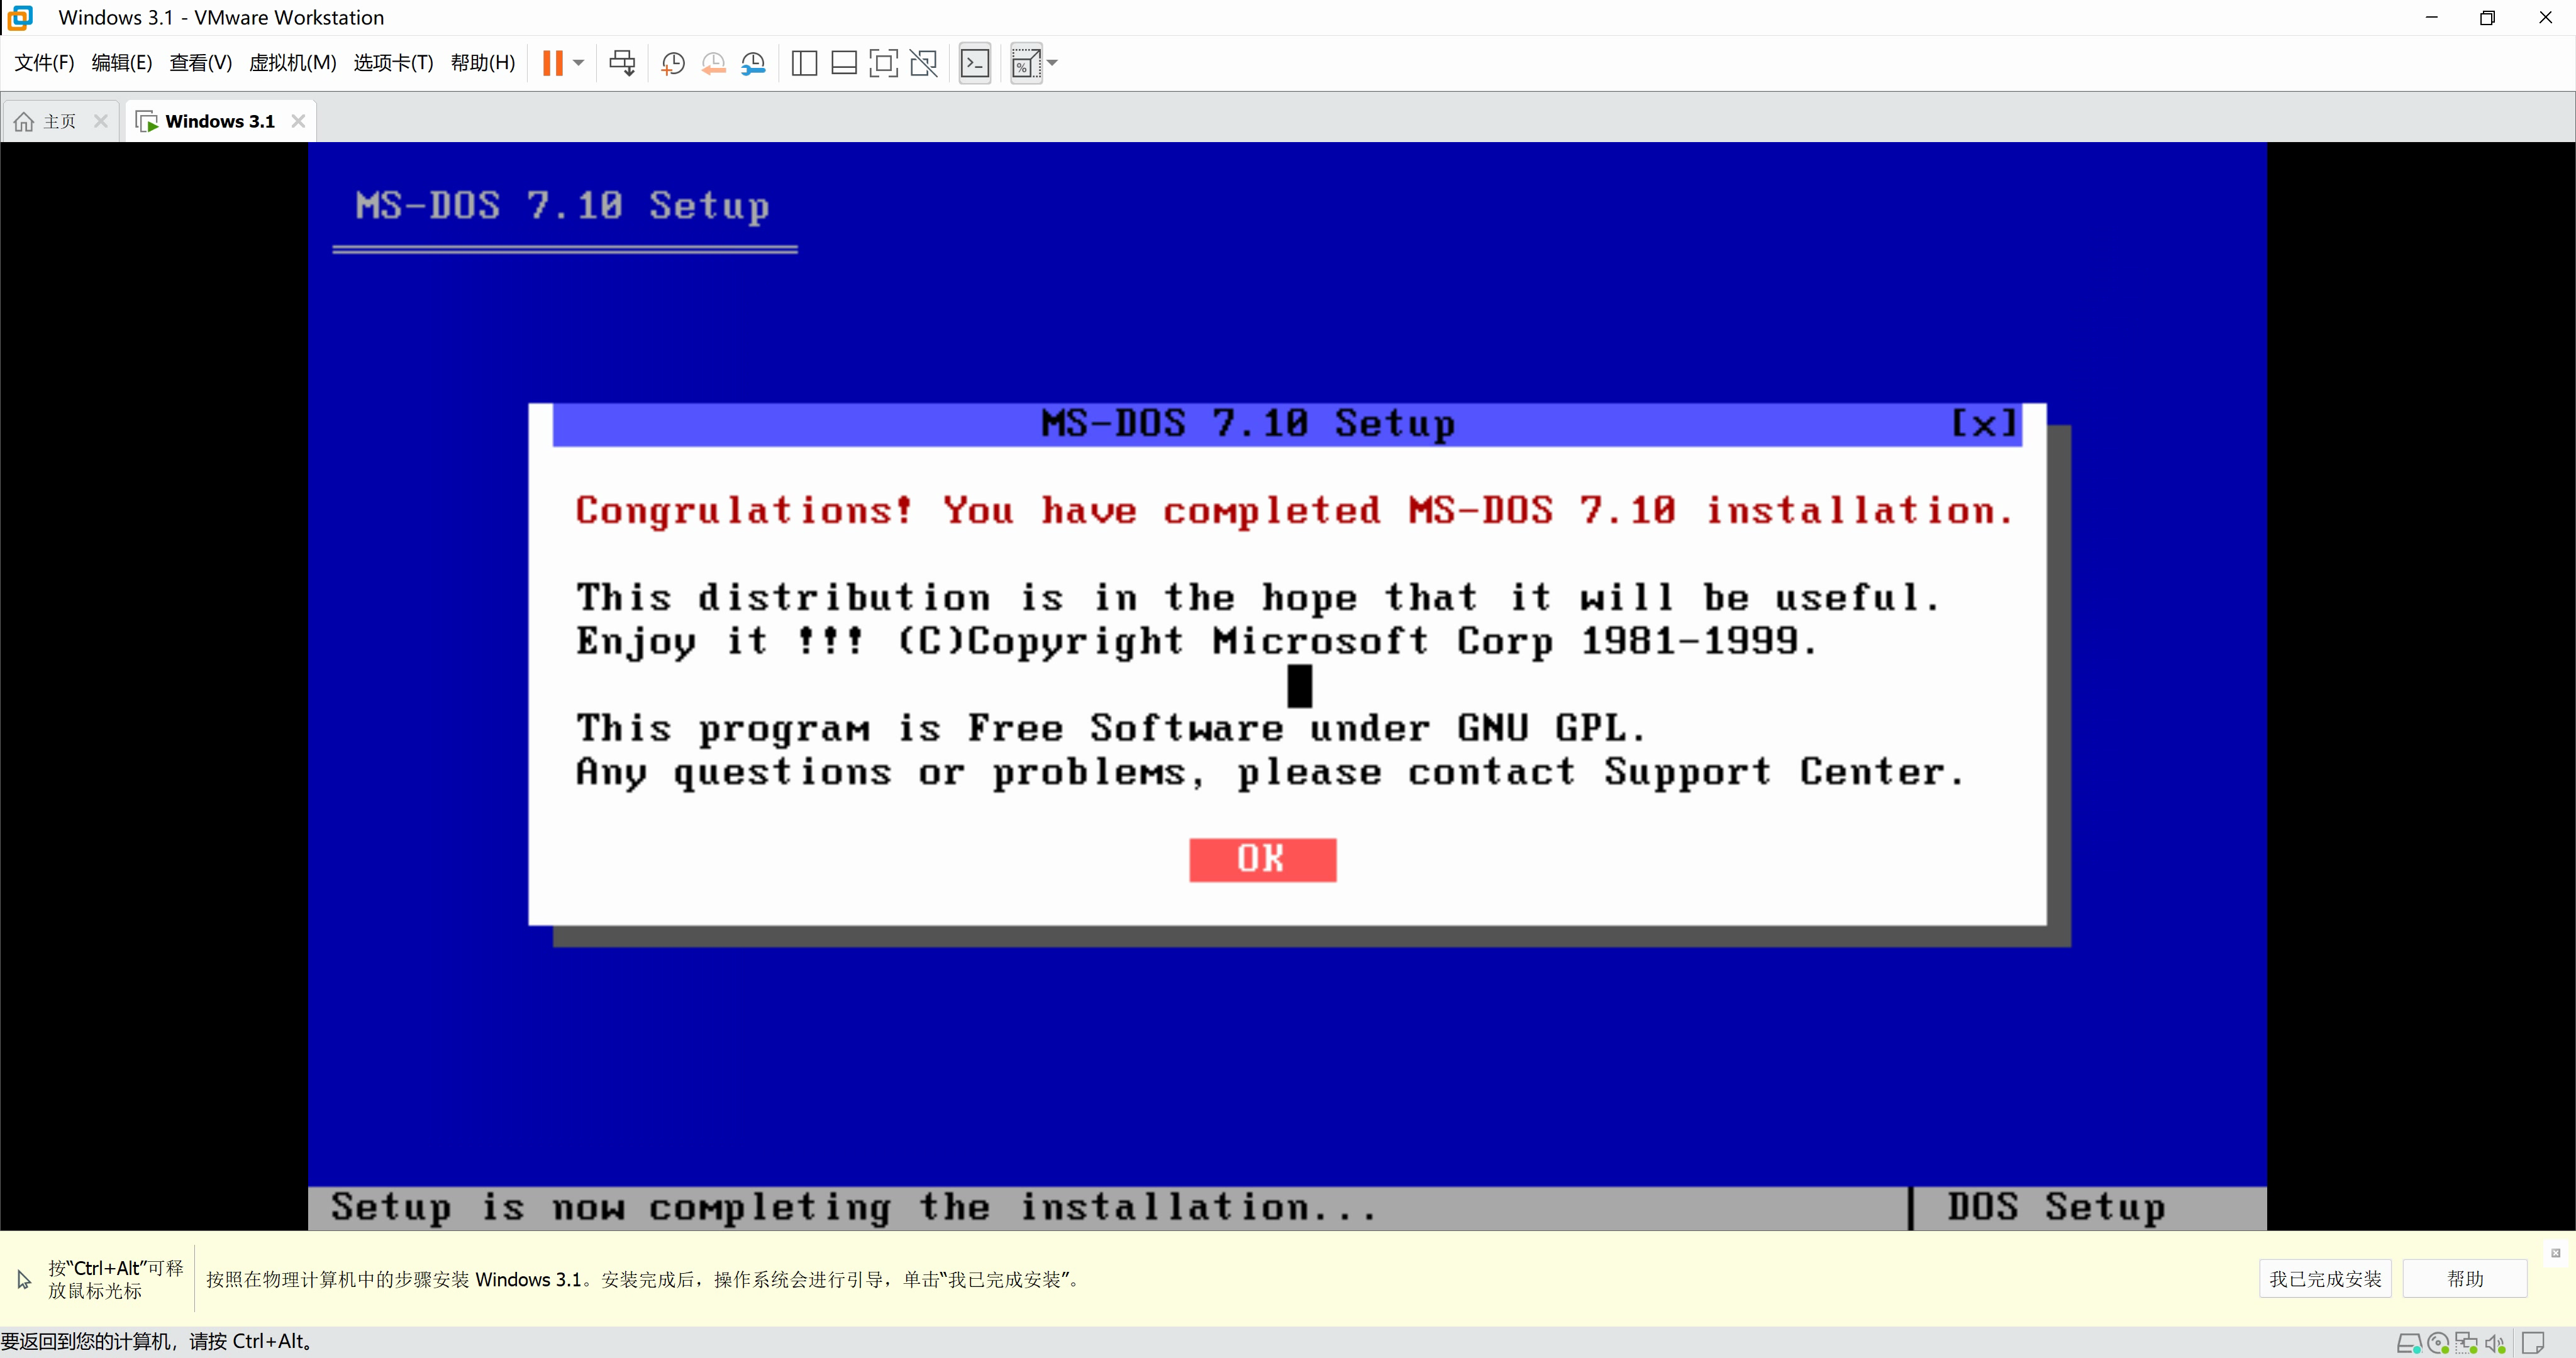 Windows 3.1 - VMware Workstation
文件(F) 编辑(E) 查看(V) 虚拟机(M) 选项卡(T) 帮助(H)
主页 Windows 3.1
MS-DOS 7.10 Setup
MS-DOS 7.10 Setup [x]
Congrulations! You have completed MS-DOS 7.10 installation.
This distribution is in the hope that it will be useful.
Enjoy it !!! (C)Copyright Microsoft Corp 1981-1999.
This program is Free Software under GNU GPL.
Any questions or problems, please contact Support Center.
OK
Setup is now completing the installation... DOS Setup
按“Ctrl+Alt”可释
放鼠标光标
按照在物理计算机中的步骤安装 Windows 3.1。安装完成后，操作系统会进行引导，单击“我已完成安装”。
我已完成安装 帮助
要返回到您的计算机，请按 Ctrl+Alt。